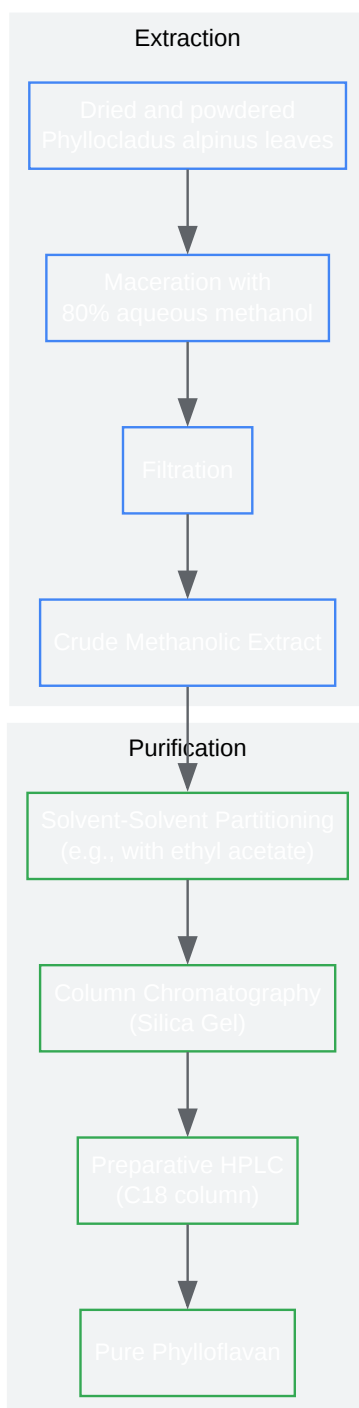 Extraction
Dried and powdered
Phyllocladus alpinus leaves
Maceration with
80% aqueous methanol
Filtration
Crude Methanolic Extract
Purification
Solvent-Solvent Partitioning
(e.g., with ethyl acetate)
Column Chromatography
(Silica Gel)
Preparative HPLC
(C18 column)
Pure Phylloflavan